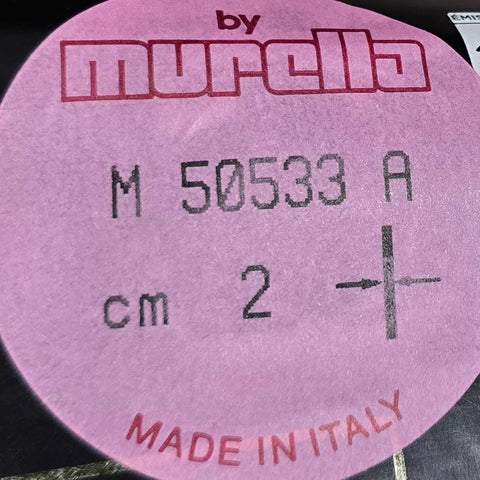 by
murella
M 50533 A
cm 2
MADE IN ITALY